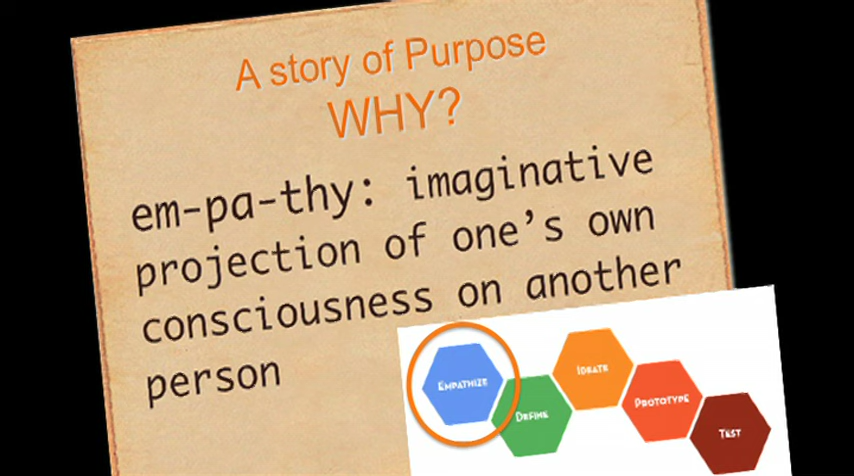 A story of Purpose
WHY?
em-pa-thy: imaginative
projection of one’s own
consciousness on another
person
EMPATHIZE
DEFINE
IDEATE
PROTOTYPE
TEST